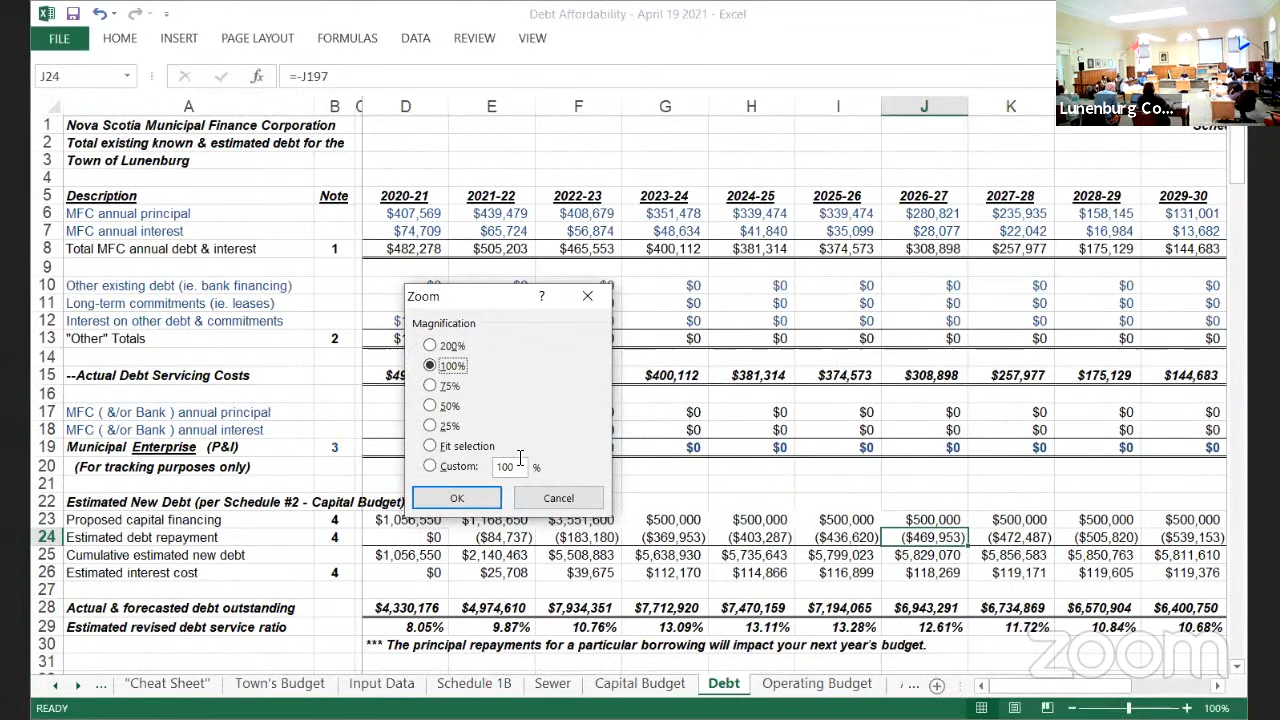 Debt Affordability - April 19 2021 - Excel
FILE HOME INSERT PAGE LAYOUT FORMULAS DATA REVIEW VIEW
J24 fx =-J197
Lunenburg Co...
A B C D E F G H I J K
1 Nova Scotia Municipal Finance Corporation
2 Total existing known & estimated debt for the
3 Town of Lunenburg
4
5 Description Note 2020-21 2021-22 2022-23 2023-24 2024-25 2025-26 2026-27 2027-28 2028-29 2029-30
6 MFC annual principal $407,569 $439,479 $408,679 $351,478 $339,474 $339,474 $280,821 $235,935 $158,145 $131,001
7 MFC annual interest $74,709 $65,724 $56,874 $48,634 $41,840 $35,099 $28,077 $22,042 $16,984 $13,682
8 Total MFC annual debt & interest 1 $482,278 $505,203 $465,553 $400,112 $381,314 $374,573 $308,898 $257,977 $175,129 $144,683
9
10 Other existing debt (ie. bank financing) $0 $0 $0 $0 $0 $0 $0
11 Long-term commitments (ie. leases) $0 $0 $0 $0 $0 $0 $0
12 Interest on other debt & commitments $0 $0 $0 $0 $0 $0 $0
13 "Other" Totals 2 $0 $0 $0 $0 $0 $0 $0
14
15 --Actual Debt Servicing Costs $400,112 $381,314 $374,573 $308,898 $257,977 $175,129 $144,683
16
17 MFC ( &/or Bank ) annual principal $0 $0 $0 $0 $0 $0 $0
18 MFC ( &/or Bank ) annual interest $0 $0 $0 $0 $0 $0 $0
19 Municipal Enterprise (P&I) 3 $0 $0 $0 $0 $0 $0 $0
20 (For tracking purposes only)
21
22 Estimated New Debt (per Schedule #2 - Capital Budget)
23 Proposed capital financing 4 $1,056,550 $1,168,650 $3,551,600 $500,000 $500,000 $500,000 $500,000 $500,000 $500,000 $500,000
24 Estimated debt repayment 4 $0 ($84,737) ($183,180) ($369,953) ($403,287) ($436,620) ($469,953) ($472,487) ($505,820) ($539,153)
25 Cumulative estimated new debt $1,056,550 $2,140,463 $5,508,883 $5,638,930 $5,735,643 $5,799,023 $5,829,070 $5,856,583 $5,850,763 $5,811,610
26 Estimated interest cost 4 $0 $25,708 $39,675 $112,170 $114,866 $116,899 $118,269 $119,171 $119,605 $119,376
27
28 Actual & forecasted debt outstanding $4,330,176 $4,974,610 $7,934,351 $7,712,920 $7,470,159 $7,194,065 $6,943,291 $6,734,869 $6,570,904 $6,400,750
29 Estimated revised debt service ratio 8.05% 9.87% 10.76% 13.09% 13.11% 13.28% 12.61% 11.72% 10.84% 10.68%
30 *** The principal repayments for a particular borrowing will impact your next year's budget.
31
Zoom ?
Magnification
200%
100%
75%
50%
25%
Fit selection
Custom: 100 %
OK Cancel
zoom
... "Cheat Sheet" Town's Budget Input Data Schedule 1B Sewer Capital Budget Debt Operating Budget ...
READY 100%